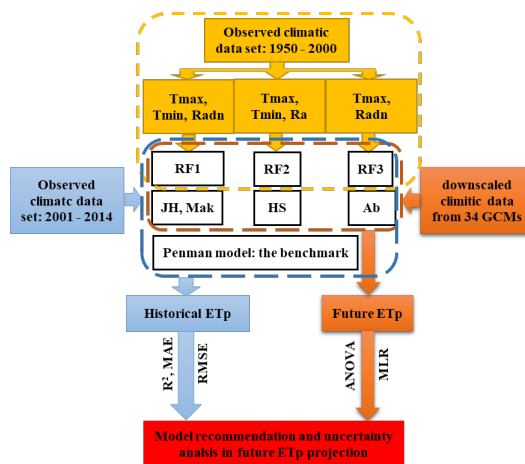 Observed climatic
data set: 1950 - 2000
Tmax,
Tmin, Radn
Tmax,
Tmin, Ra
Tmax,
Radn
RF1
RF2
RF3
Observed
climatc data
set: 2001 - 2014
JH, Mak
HS
Ab
downscaled
climitic data
from 34 GCMs
Penman model: the benchmark
Historical ETp
Future ETp
R², MAE
RMSE
ANOVA
MLR
Model recommendation and uncertainty
analsis in future ETp projection